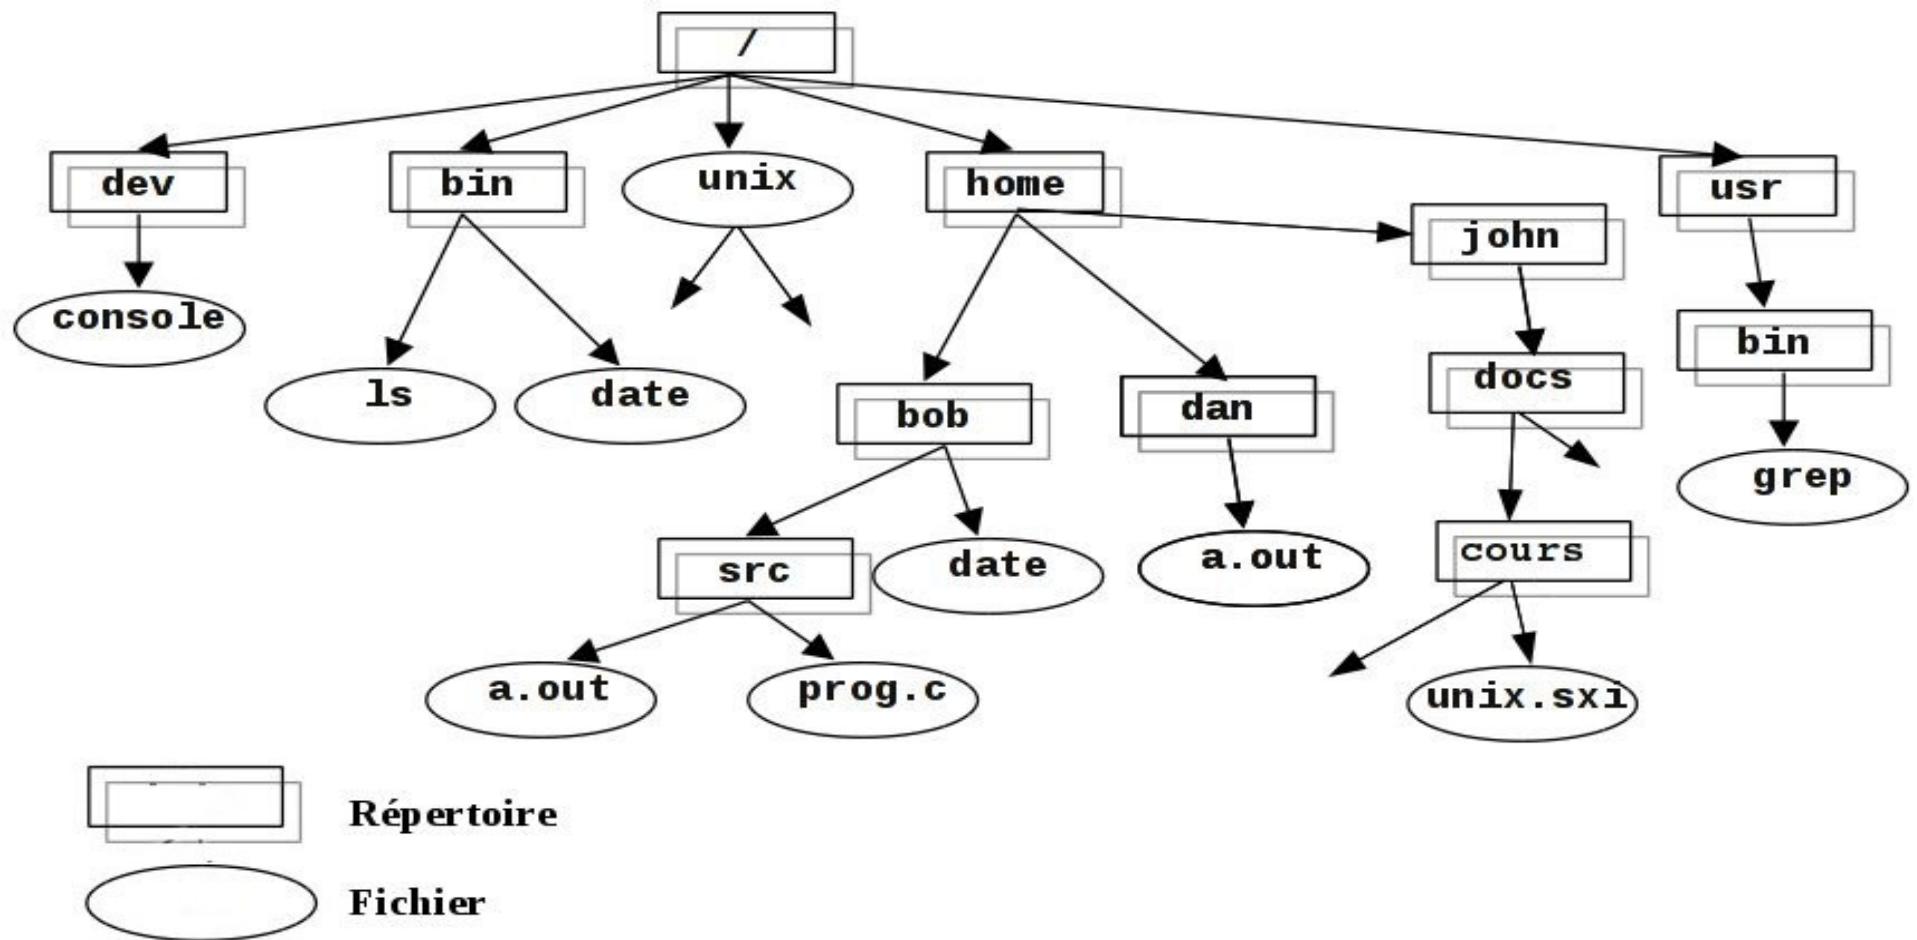 /
dev
bin
unix
home
usr
john
console
bin
ls
date
bob
dan
docs
grep
src
date
a.out
cours
a.out
prog.c
unix.sxi
Répertoire
Fichier